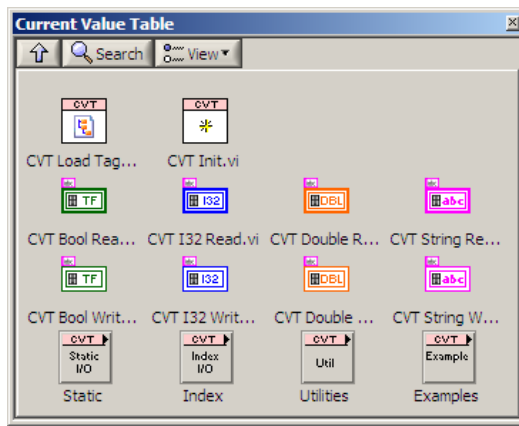 Current Value Table
Search View
CVT CVT
CVT Load Tag... CVT Init.vi
TF I32 DBL abc
CVT Bool Rea... CVT I32 Read.vi CVT Double R... CVT String Re...
TF I32 DBL abc
CVT Bool Writ... CVT I32 Writ... CVT Double ... CVT String W...
CVT CVT CVT CVT
Static I/O Index I/O Util Example
Static Index Utilities Examples